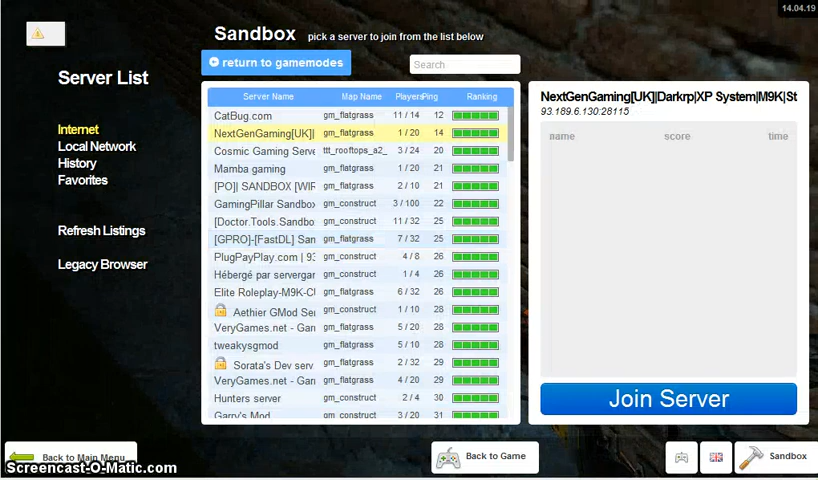 14.04.19
Sandbox pick a server to join from the list below
Server List
return to gamemodes
Search
Internet
Local Network
History
Favorites
Refresh Listings
Legacy Browser
Server Name Map Name Players Ping Ranking
CatBug.com gm_flatgrass 11 / 14 12
NextGenGaming[UK]| gm_flatgrass 1 / 20 14
Cosmic Gaming Serve ttt_rooftops_a2_ 3 / 24 20
Mamba gaming gm_flatgrass 1 / 20 21
[PO]| SANDBOX [WIR gm_flatgrass 2 / 10 21
GamingPillar Sandbox gm_construct 3 / 100 22
[Doctor.Tools.Sandbo gm_construct 11 / 32 25
[GPRO]-[FastDL] San gm_flatgrass 7 / 32 25
PlugPayPlay.com | 93 gm_construct 4 / 8 26
Hébergé par servergar gm_construct 1 / 4 26
Elite Roleplay-M9K-Cl gm_flatgrass 6 / 32 26
Aethier GMod Ser gm_construct 1 / 10 28
VeryGames.net - Gan gm_flatgrass 5 / 20 28
tweakysgmod gm_flatgrass 5 / 10 28
Sorata's Dev serv gm_flatgrass 2 / 32 29
VeryGames.net - Gan gm_flatgrass 4 / 20 29
Hunters server gm_construct 2 / 4 30
Garry's Mod gm_construct 3 / 20 31
NextGenGaming[UK]|Darkrp|XP System|M9K|St
93.189.6.130:28115
name score time
Join Server
Back to Main Menu
Back to Game
Sandbox
Screencast-O-Matic.com